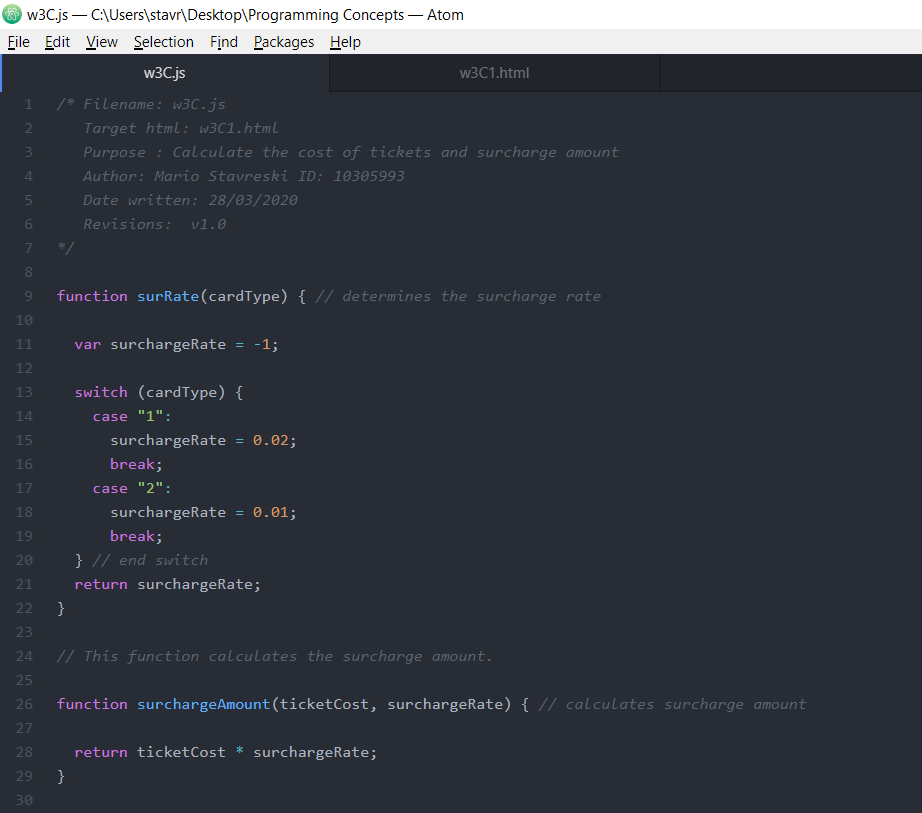 w3C.js — C:\Users\stavr\Desktop\Programming Concepts — Atom
File Edit View Selection Find Packages Help
w3C.js w3C1.html
1 /* Filename: w3C.js
2 Target html: w3C1.html
3 Purpose : Calculate the cost of tickets and surcharge amount
4 Author: Mario Stavreski ID: 10305993
5 Date written: 28/03/2020
6 Revisions:  v1.0
7 */
8
9 function surRate(cardType) { // determines the surcharge rate
10
11 var surchargeRate = -1;
12
13 switch (cardType) {
14 case "1":
15 surchargeRate = 0.02;
16 break;
17 case "2":
18 surchargeRate = 0.01;
19 break;
20 } // end switch
21 return surchargeRate;
22 }
23
24 // This function calculates the surcharge amount.
25
26 function surchargeAmount(ticketCost, surchargeRate) { // calculates surcharge amount
27
28 return ticketCost * surchargeRate;
29 }
30